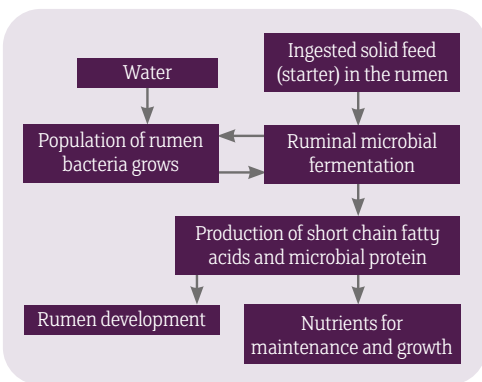 Water
Ingested solid feed
(starter) in the rumen
Population of rumen
bacteria grows
Ruminal microbial
fermentation
Production of short chain fatty
acids and microbial protein
Rumen development
Nutrients for
maintenance and growth